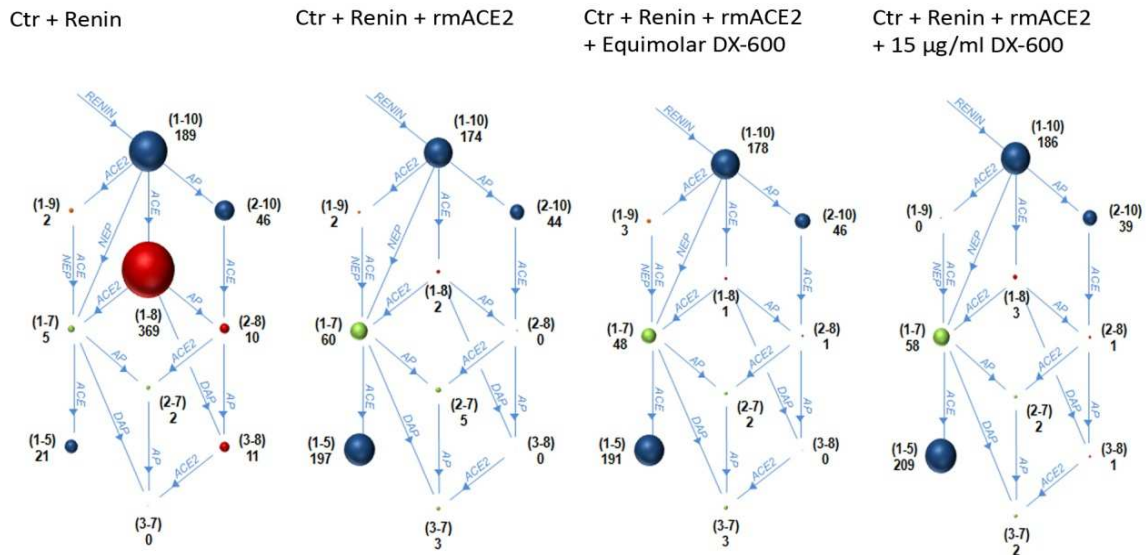 Ctr + Renin
Ctr + Renin + rmACE2
Ctr + Renin + rmACE2
+ Equimolar DX-600
Ctr + Renin + rmACE2
+ 15 µg/ml DX-600
RENIN
(1-10)
189
ACE2
ACE
AP
NEP
(1-9)
2
(2-10)
46
ACE
NEP
ACE
ACE2
AP
(1-8)
369
(1-7)
5
(2-8)
10
AP
ACE2
ACE
DAP
DAP
AP
(2-7)
2
(1-5)
21
AP
(3-8)
11
ACE2
(3-7)
0
RENIN
(1-10)
174
ACE2
ACE
AP
NEP
(1-9)
2
(2-10)
44
ACE
NEP
ACE
ACE2
AP
(1-8)
2
(1-7)
60
(2-8)
0
AP
ACE2
ACE
DAP
DAP
AP
(2-7)
5
(1-5)
197
AP
(3-8)
0
ACE2
(3-7)
3
RENIN
(1-10)
178
ACE2
ACE
AP
NEP
(1-9)
3
(2-10)
46
ACE
NEP
ACE
ACE2
AP
(1-8)
1
(1-7)
48
(2-8)
1
AP
ACE2
ACE
DAP
DAP
AP
(2-7)
2
(1-5)
191
AP
(3-8)
0
ACE2
(3-7)
3
RENIN
(1-10)
186
ACE2
ACE
AP
NEP
(1-9)
0
(2-10)
39
ACE
NEP
ACE
ACE2
AP
(1-8)
3
(1-7)
58
(2-8)
1
AP
ACE2
ACE
DAP
DAP
AP
(2-7)
2
(1-5)
209
AP
(3-8)
1
ACE2
(3-7)
2